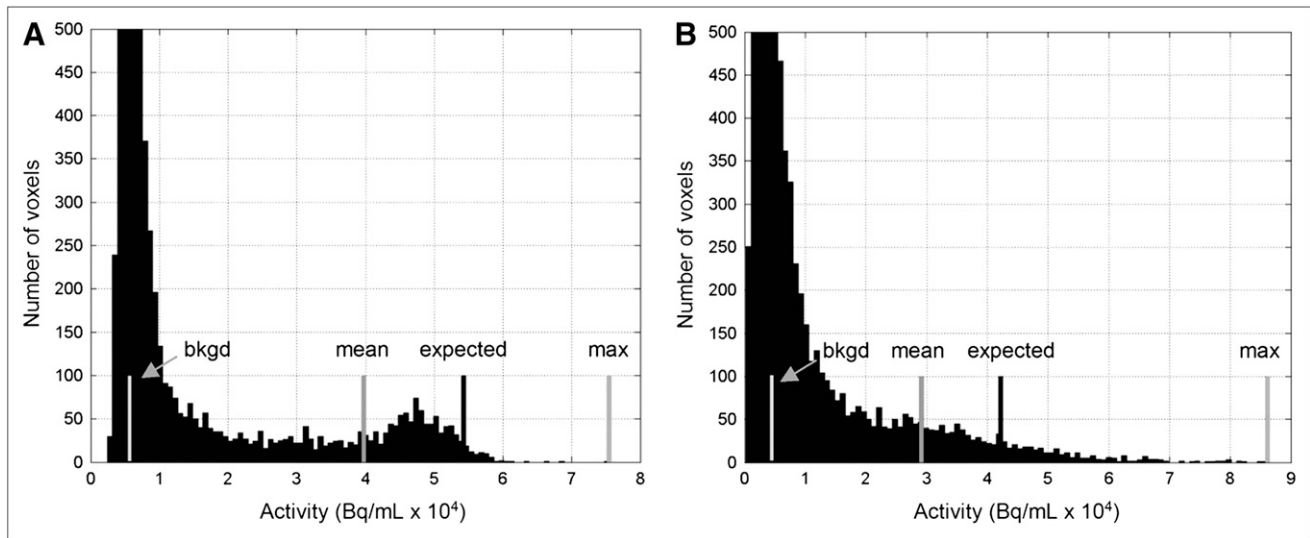 A
500
450
400
350
300
250
200
150
100
50
0
Number of voxels
bkgd
mean
expected
max
0 1 2 3 4 5 6 7 8
Activity (Bq/mL x 10⁴)
B
500
450
400
350
300
250
200
150
100
50
0
Number of voxels
bkgd
mean
expected
max
0 1 2 3 4 5 6 7 8 9
Activity (Bq/mL x 10⁴)